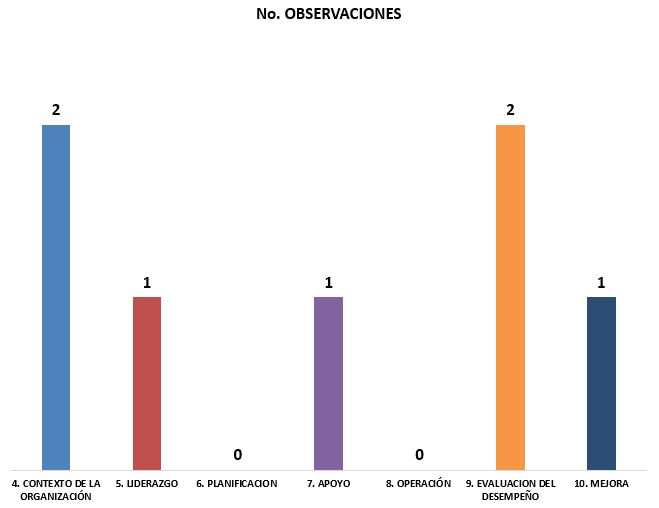 No. OBSERVACIONES
2
1
0
1
0
2
1
4. CONTEXTO DE LA
ORGANIZACIÓN
5. LIDERAZGO
6. PLANIFICACION
7. APOYO
8. OPERACIÓN
9. EVALUACION DEL
DESEMPEÑO
10. MEJORA